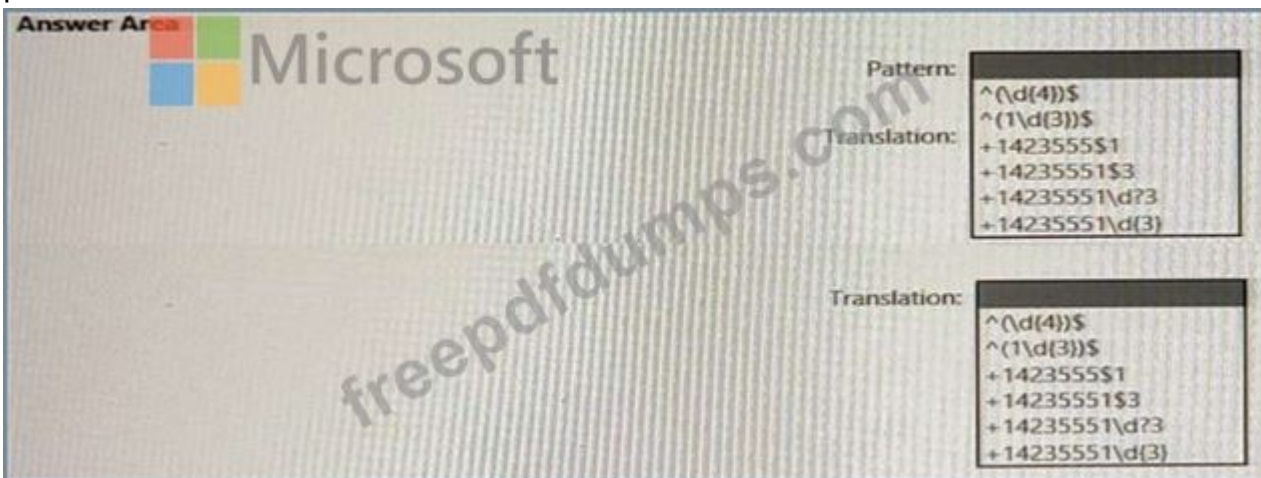 Answer Area
Microsoft
Pattern:
^(\d{4})$
^(1\d{3})$
Translation:
+1423555$1
+14235551$3
+14235551\d?3
+14235551\d{3}
freepdfdumps.com
Translation:
^(\d{4})$
^(1\d{3})$
+1423555$1
+14235551$3
+14235551\d?3
+14235551\d{3}